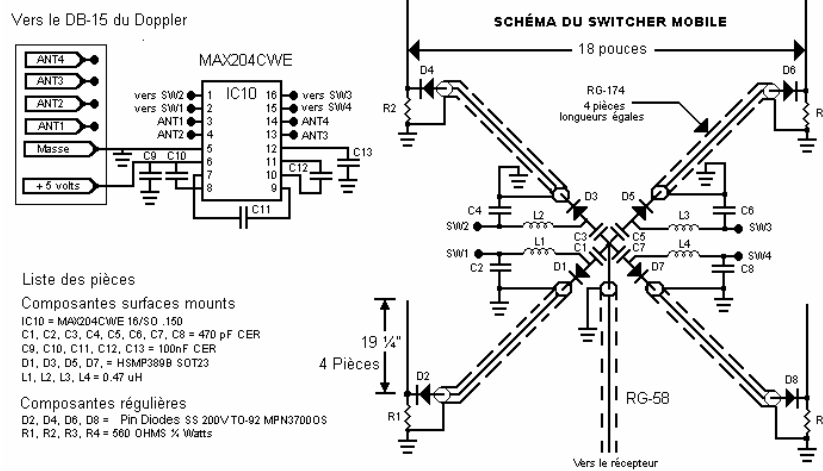 Vers le DB-15 du Doppler
SCHÉMA DU SWITCHER MOBILE
18 pouces
ANT4
ANT3
ANT2
ANT1
Masse
+ 5 volts
MAX204CWE
IC10
vers SW2 1 16 vers SW3
vers SW1 2 15 vers SW4
ANT1 3 14 ANT4
ANT2 4 13 ANT3
5 12
6 11
7 10
8 9
C9 C10 C11 C12 C13
D4 D6
R2 R
RG-174
4 pièces
longueurs égales
D3 D5
C4 L2 L3 C6
SW2 C3 C5 SW3
SW1 L1 C1 C7 L4 SW4
C2 D1 D7 C8
19 ¼"
4 Pièces
D2 D8
R1 R
RG-58
Vers le récepteur
Liste des pièces
Composantes surfaces mounts
IC10 = MAX204CWE 16/SO .150
C1, C2, C3, C4, C5, C6, C7, C8 = 470 pF CER
C9, C10, C11, C12, C13 = 100nF CER
D1, D3, D5, D7, = HSMP389B SOT23
L1, L2, L3, L4 = 0.47 uH
Composantes régulières
D2, D4, D6, D8 = Pin Diodes SS 200V TO-92 MPN3700OS
R1, R2, R3, R4 = 560 OHMS ¼ Watts